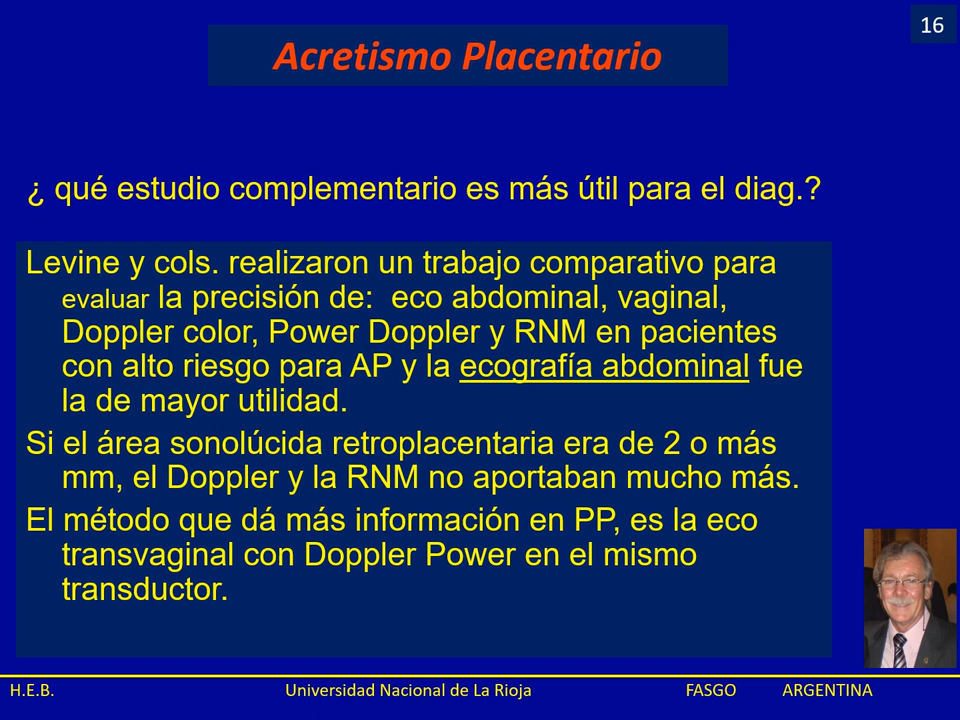 16
Acretismo Placentario
¿ qué estudio complementario es más útil para el diag.?
Levine y cols. realizaron un trabajo comparativo para
evaluar la precisión de: eco abdominal, vaginal,
Doppler color, Power Doppler y RNM en pacientes
con alto riesgo para AP y la ecografía abdominal fue
la de mayor utilidad.
Si el área sonolúcida retroplacentaria era de 2 o más
mm, el Doppler y la RNM no aportaban mucho más.
El método que dá más información en PP, es la eco
transvaginal con Doppler Power en el mismo
transductor.
H.E.B. Universidad Nacional de La Rioja FASGO ARGENTINA